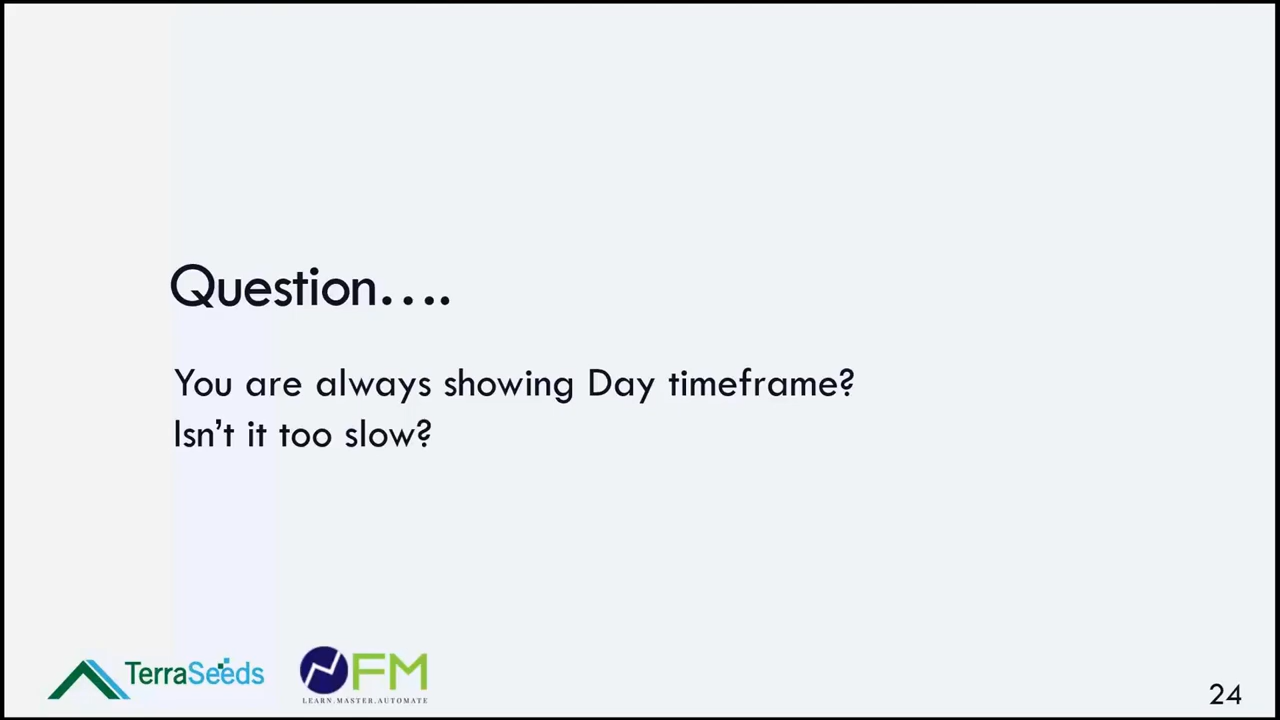 Question....
You are always showing Day timeframe?
Isn't it too slow?
TerraSeeds
FM
LEARN.MASTER.AUTOMATE
24